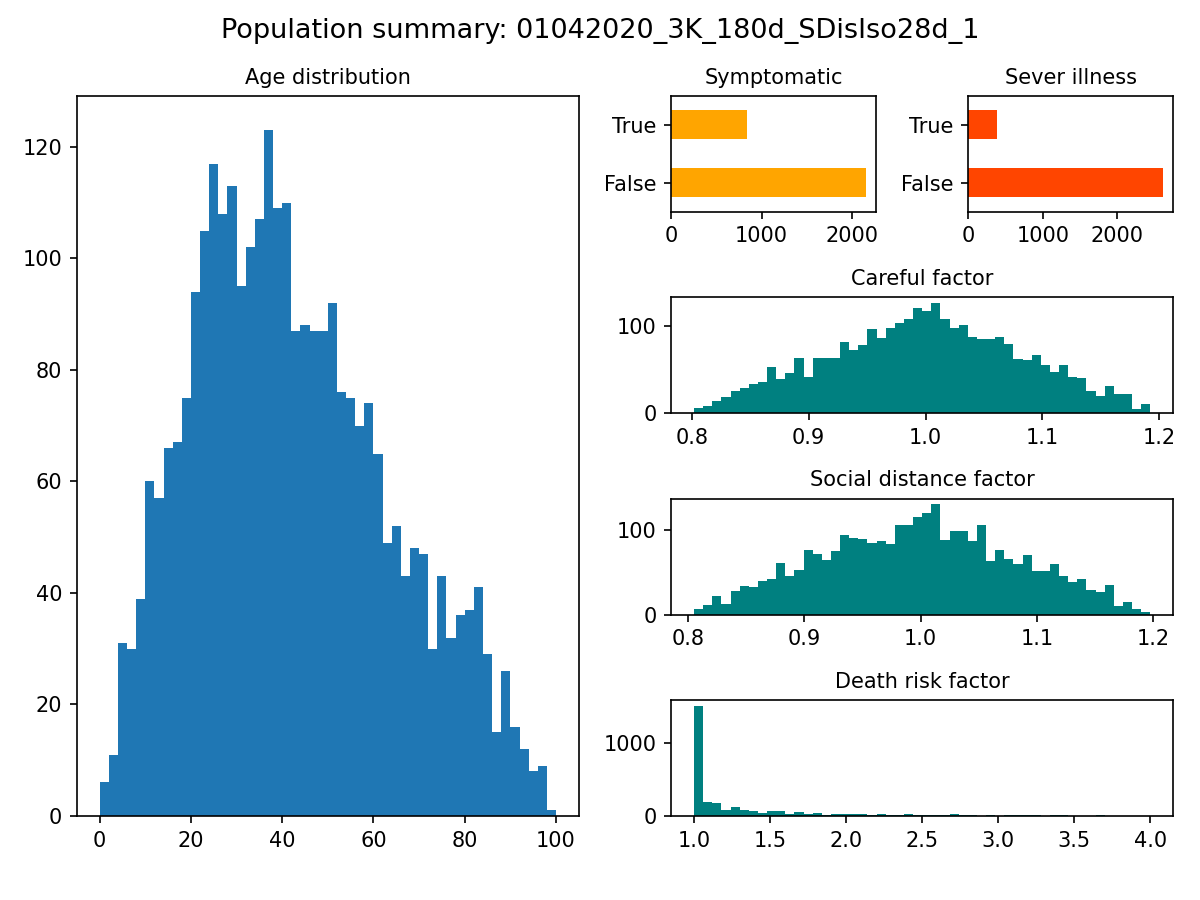 Population summary: 01042020_3K_180d_SDisIso28d_1
Age distribution
120
100
80
60
40
20
0
0 20 40 60 80 100
Symptomatic
True
False
0 1000 2000
Sever illness
True
False
0 1000 2000
Careful factor
100
0
0.8 0.9 1.0 1.1 1.2
Social distance factor
100
0
0.8 0.9 1.0 1.1 1.2
Death risk factor
1000
0
1.0 1.5 2.0 2.5 3.0 3.5 4.0